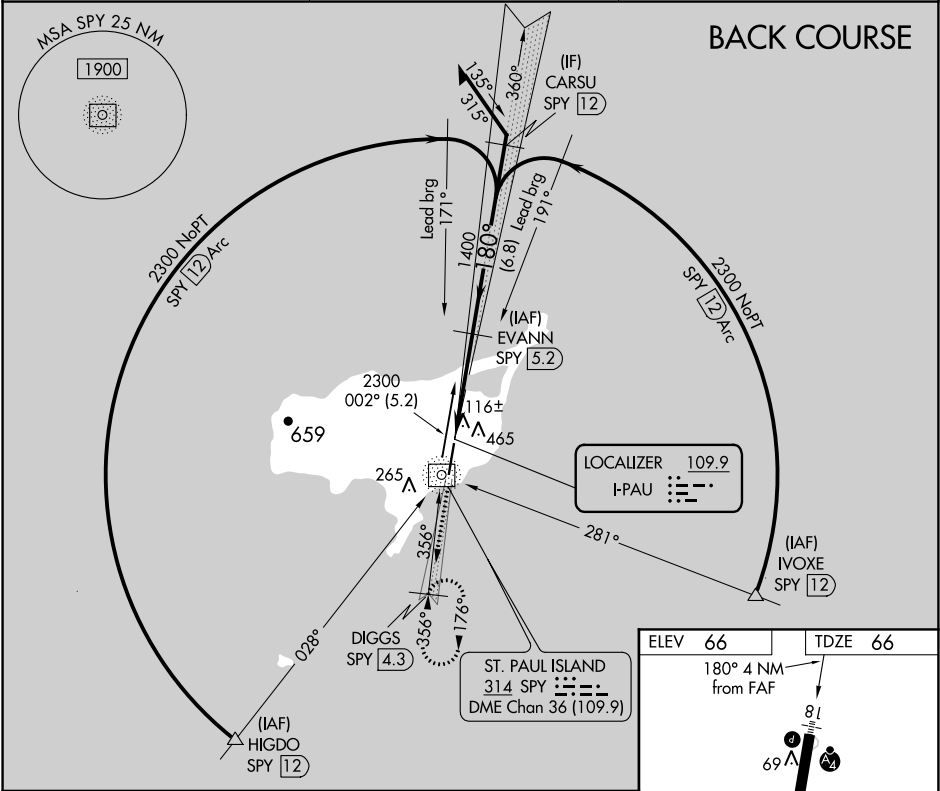 MSA SPY 25 NM
1900
BACK COURSE
(IF)
CARSU
SPY 12
135°
315°
360°
Lead brg
171°
Lead brg
191°
1400
180°
(6.8)
2300 NoPT
SPY 12 Arc
2300 NoPT
SPY 12 Arc
(IAF)
EVANN
SPY 5.2
2300
002° (5.2)
116±
465
659
265
LOCALIZER 109.9
I-PAU
281°
(IAF)
IVOXE
SPY 12
356°
356°
176°
DIGGS
SPY 4.3
028°
(IAF)
HIGDO
SPY 12
ST. PAUL ISLAND
314 SPY
DME Chan 36 (109.9)
ELEV 66
TDZE 66
180° 4 NM
from FAF
18
P
69
A4